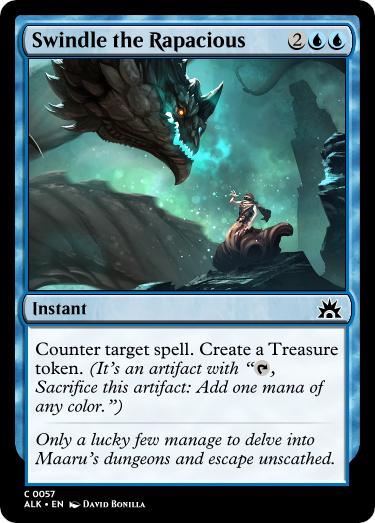 Swindle the Rapacious 2
Instant
Counter target spell. Create a Treasure
token. (It's an artifact with “,
Sacrifice this artifact: Add one mana of
any color.”)
Only a lucky few manage to delve into
Maaru's dungeons and escape unscathed.
C 0057
ALK • EN David Bonilla